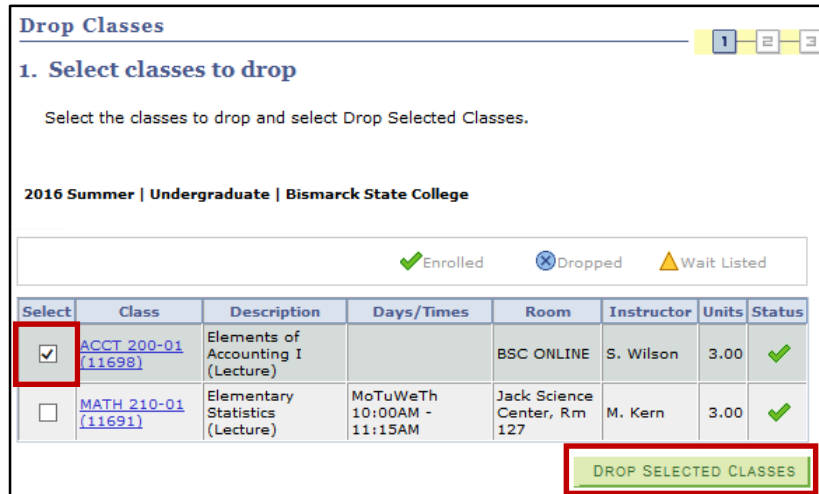 Drop Classes
1 2 3
1. Select classes to drop
Select the classes to drop and select Drop Selected Classes.
2016 Summer | Undergraduate | Bismarck State College
Enrolled Dropped Wait Listed
Select Class Description Days/Times Room Instructor Units Status
ACCT 200-01 (11698) Elements of Accounting I (Lecture) BSC ONLINE S. Wilson 3.00
MATH 210-01 (11691) Elementary Statistics (Lecture) MoTuWeTh 10:00AM - 11:15AM Jack Science Center, Rm 127 M. Kern 3.00
DROP SELECTED CLASSES